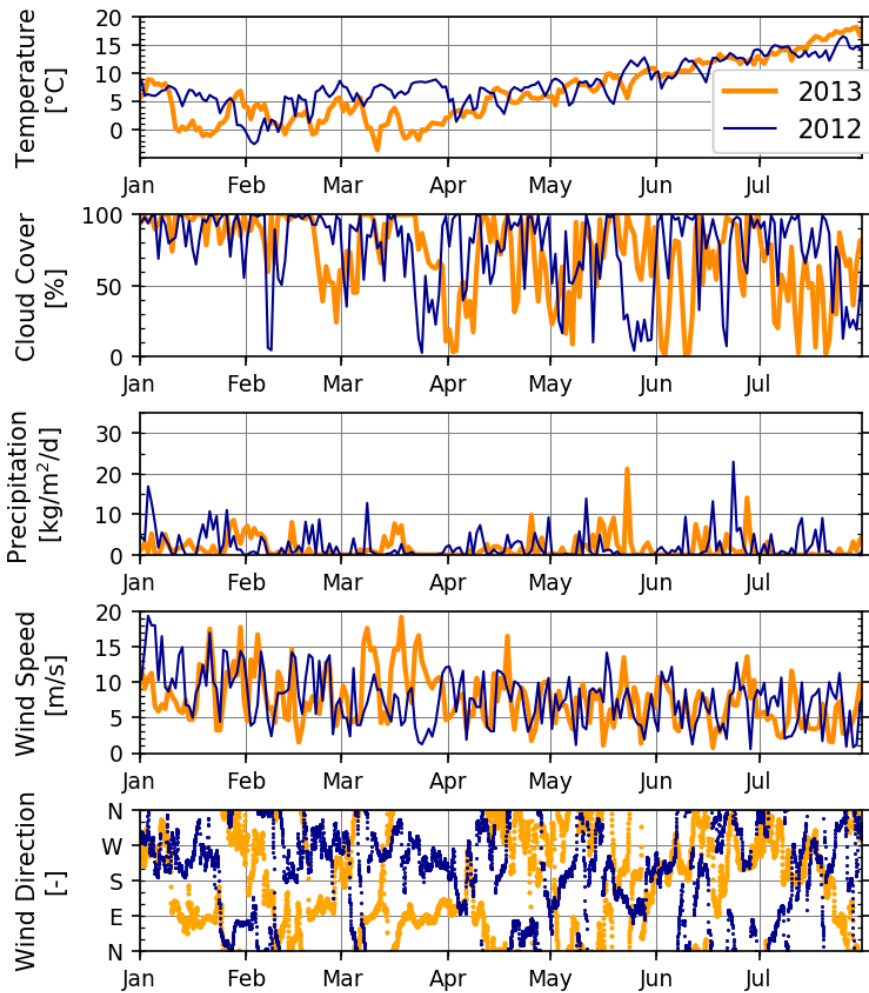 20
15
10
5
0
Temperature
[°C]
2013
2012
Jan Feb Mar Apr May Jun Jul
100
50
0
Cloud Cover
[%]
Jan Feb Mar Apr May Jun Jul
30
20
10
0
Precipitation
[kg/m²/d]
Jan Feb Mar Apr May Jun Jul
20
15
10
5
0
Wind Speed
[m/s]
Jan Feb Mar Apr May Jun Jul
N
W
S
E
N
Wind Direction
[-]
Jan Feb Mar Apr May Jun Jul